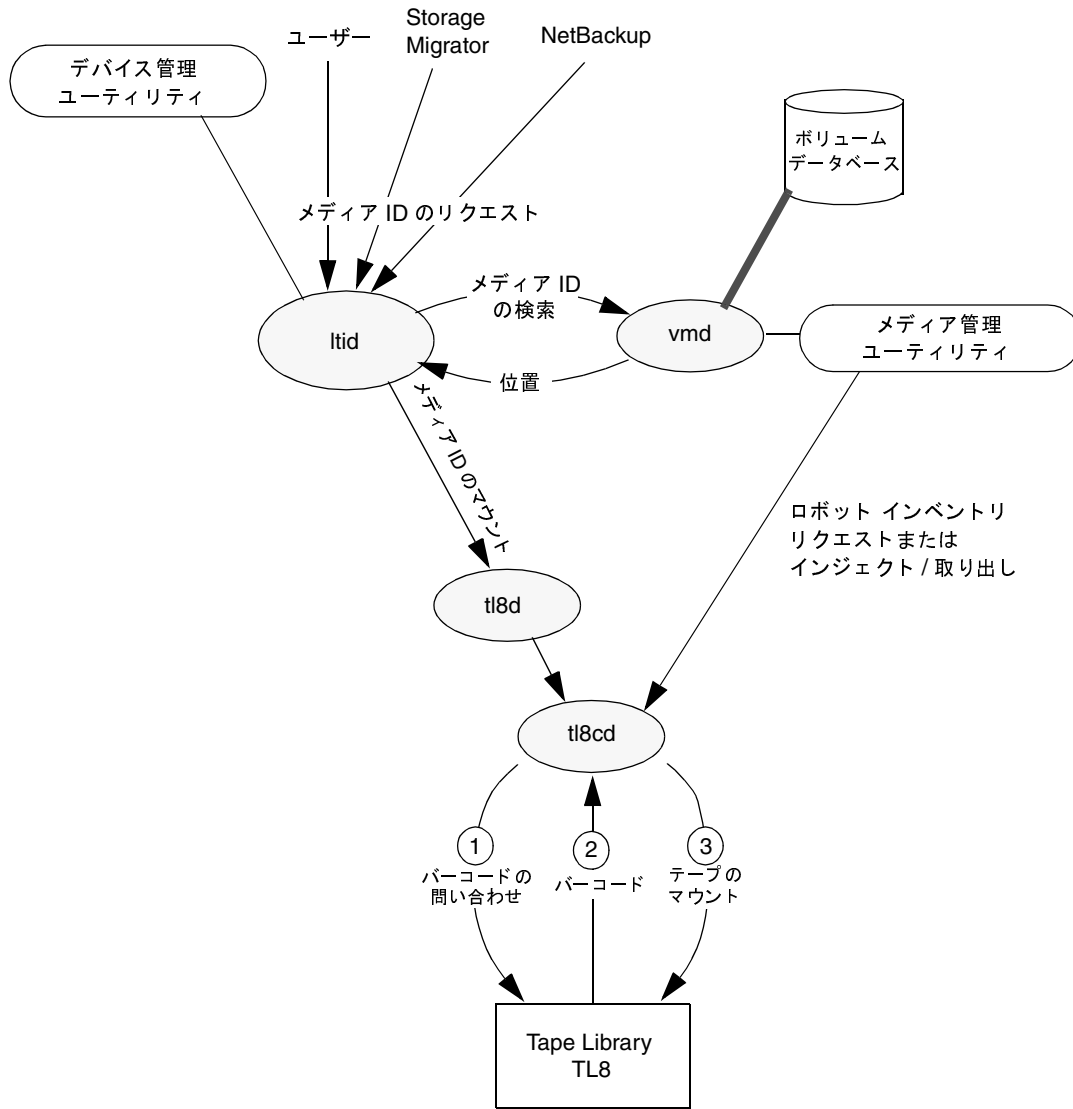 ユーザー
Storage
Migrator
NetBackup
デバイス管理
ユーティリティ
ボリューム
データベース
メディア ID のリクエスト
メディア ID
の検索
ltid
vmd
メディア管理
ユーティリティ
位置
メディア IDのマウント
ロボット インベントリ
リクエストまたは
インジェクト / 取り出し
tl8d
tl8cd
1
バーコードの
問い合わせ
2
バーコード
3
テープの
マウント
Tape Library
TL8